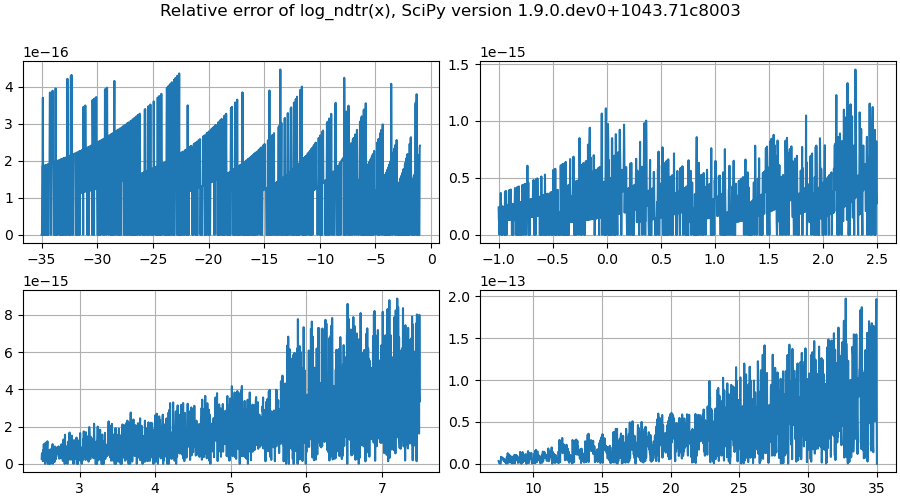 Relative error of log_ndtr(x), SciPy version 1.9.0.dev0+1043.71c8003
1e−16
4
3
2
1
0
−35 −30 −25 −20 −15 −10 −5 0
1e−15
1.5
1.0
0.5
0.0
−1.0 −0.5 0.0 0.5 1.0 1.5 2.0 2.5
1e−15
8
6
4
2
0
3 4 5 6 7
1e−13
2.0
1.5
1.0
0.5
0.0
10 15 20 25 30 35